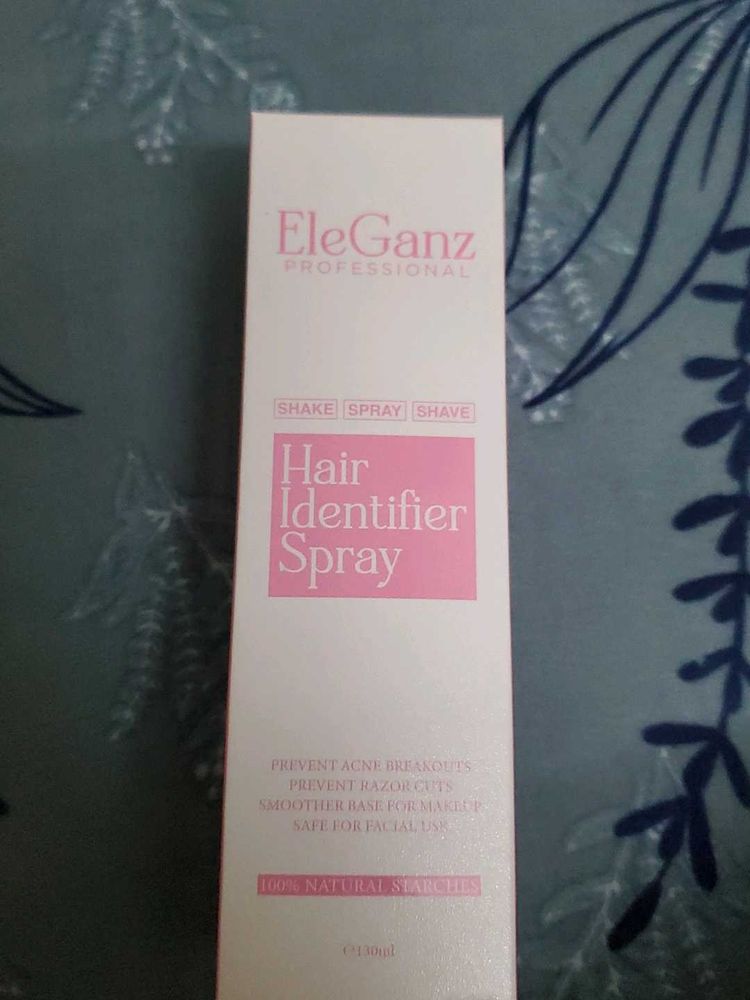 EleGanz
PROFESSIONAL
SHAKE SPRAY SHAVE
Hair
Identifier
Spray
PREVENT ACNE BREAKOUTS
PREVENT RAZOR CUTS
SMOOTHER BASE FOR MAKEUP
SAFE FOR FACIAL USE
100% NATURAL STARCHES
℮130ml